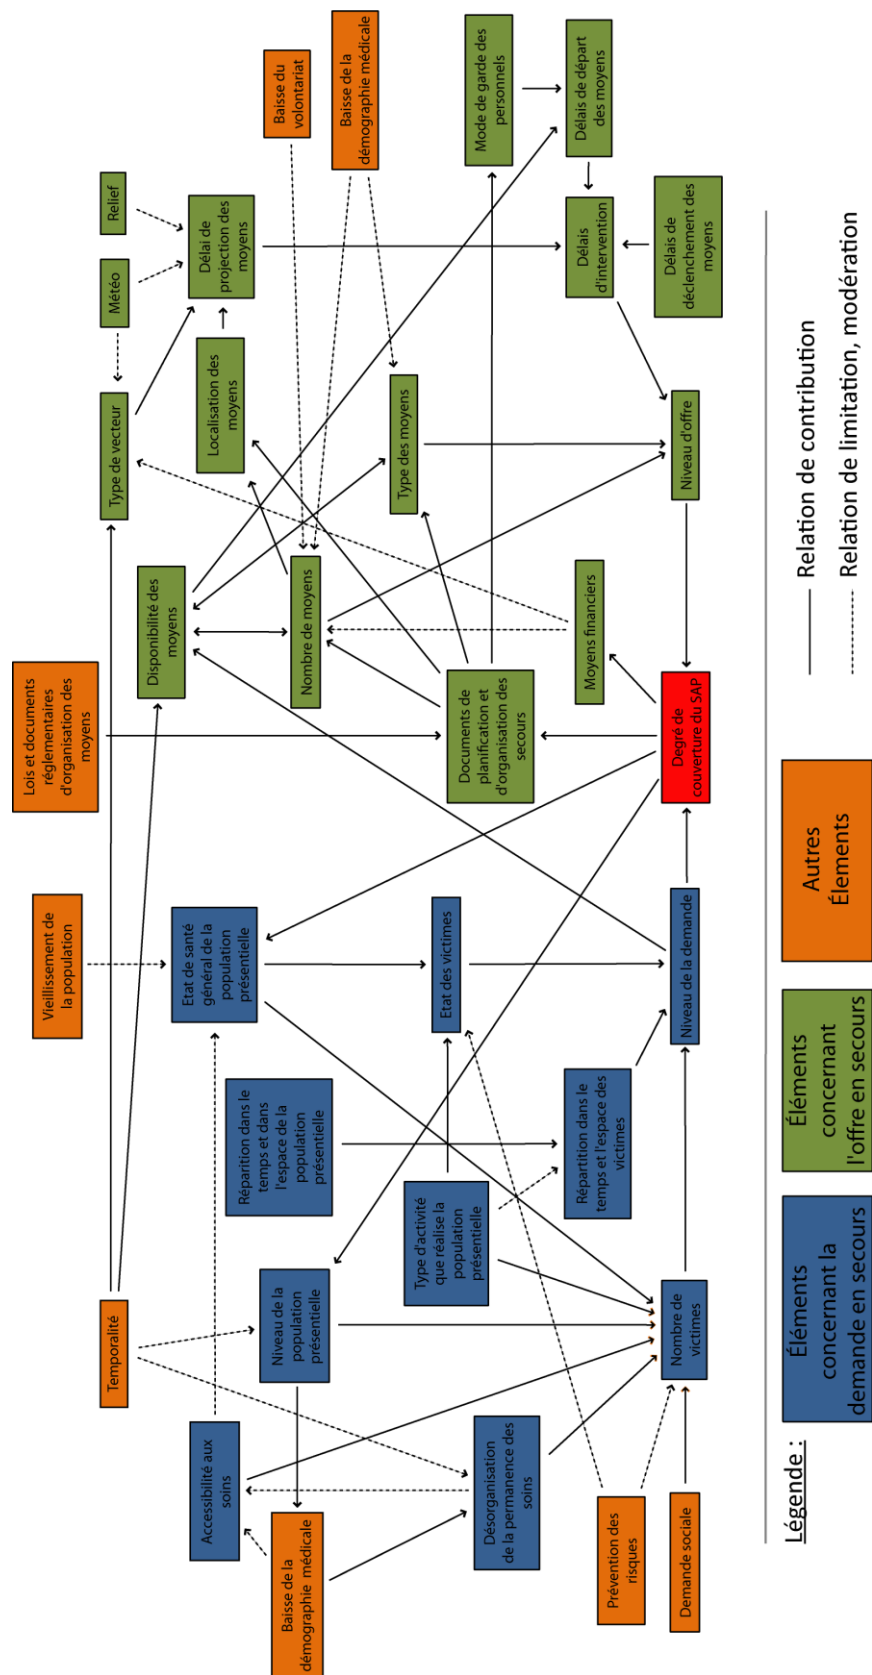 Temporalité
Vieillissement de
la population
Lois et documents
réglementaires
d'organisation des
moyens
Type de vecteur
Météo
Relief
Accessibilité aux
soins
Etat de santé
général de la
population
présentielle
Disponibilité des
moyens
Localisation des
moyens
Délai de
projection des
moyens
Baisse de la
démographie médicale
Niveau de la
population
présentielle
Répartition dans le
temps et dans
l'espace de la
population
présentielle
Nombre de moyens
Baisse du
volontariat
Baisse de la
démographie médicale
Désorganisation
de la permanence des
soins
Type d'activité
que réalise la
population
présentielle
Etat des victimes
Documents de
planification et
d'organisation des
secours
Type des moyens
Mode de garde des
personnels
Prévention des
risques
Répartition dans le
temps et l'espace des
victimes
Moyens financiers
Délais
d'intervention
Délais de départ
des moyens
Demande sociale
Nombre de
victimes
Niveau de la demande
Degré de
couverture du SAP
Niveau d'offre
Délais de
déclenchement des
moyens
Légende :
Éléments
concernant la
demande en secours
Éléments
concernant
l'offre en secours
Autres
Élements
Relation de contribution
Relation de limitation, modération